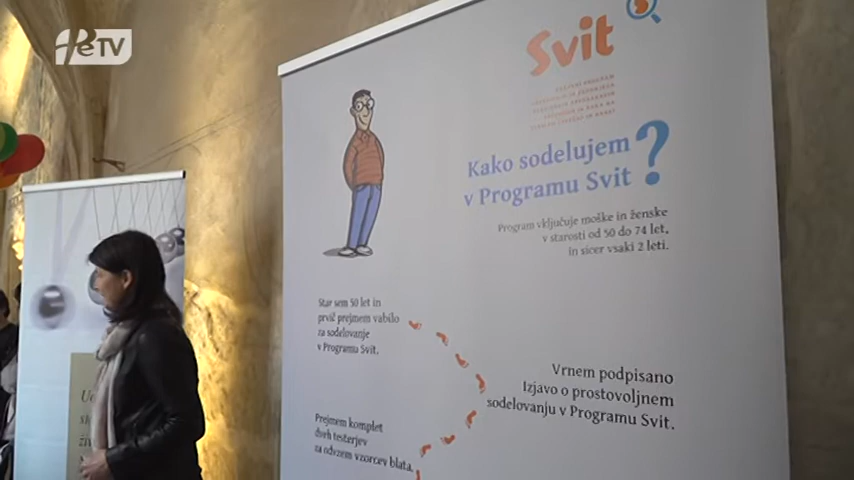 PeTV
Svit
Kako sodelujem
v Programu Svit?
Program vključuje moške in ženske
v starosti od 50 do 74 let,
in sicer vsaki 2 leti.
Star sem 50 let in
prvič prejmem vabilo
za sodelovanje
v Programu Svit.
Vrnem podpisano
Izjavo o prostovoljnem
sodelovanju v Programu Svit.
Prejmem komplet
dveh testerjev
za odvzem vzorcev blata.